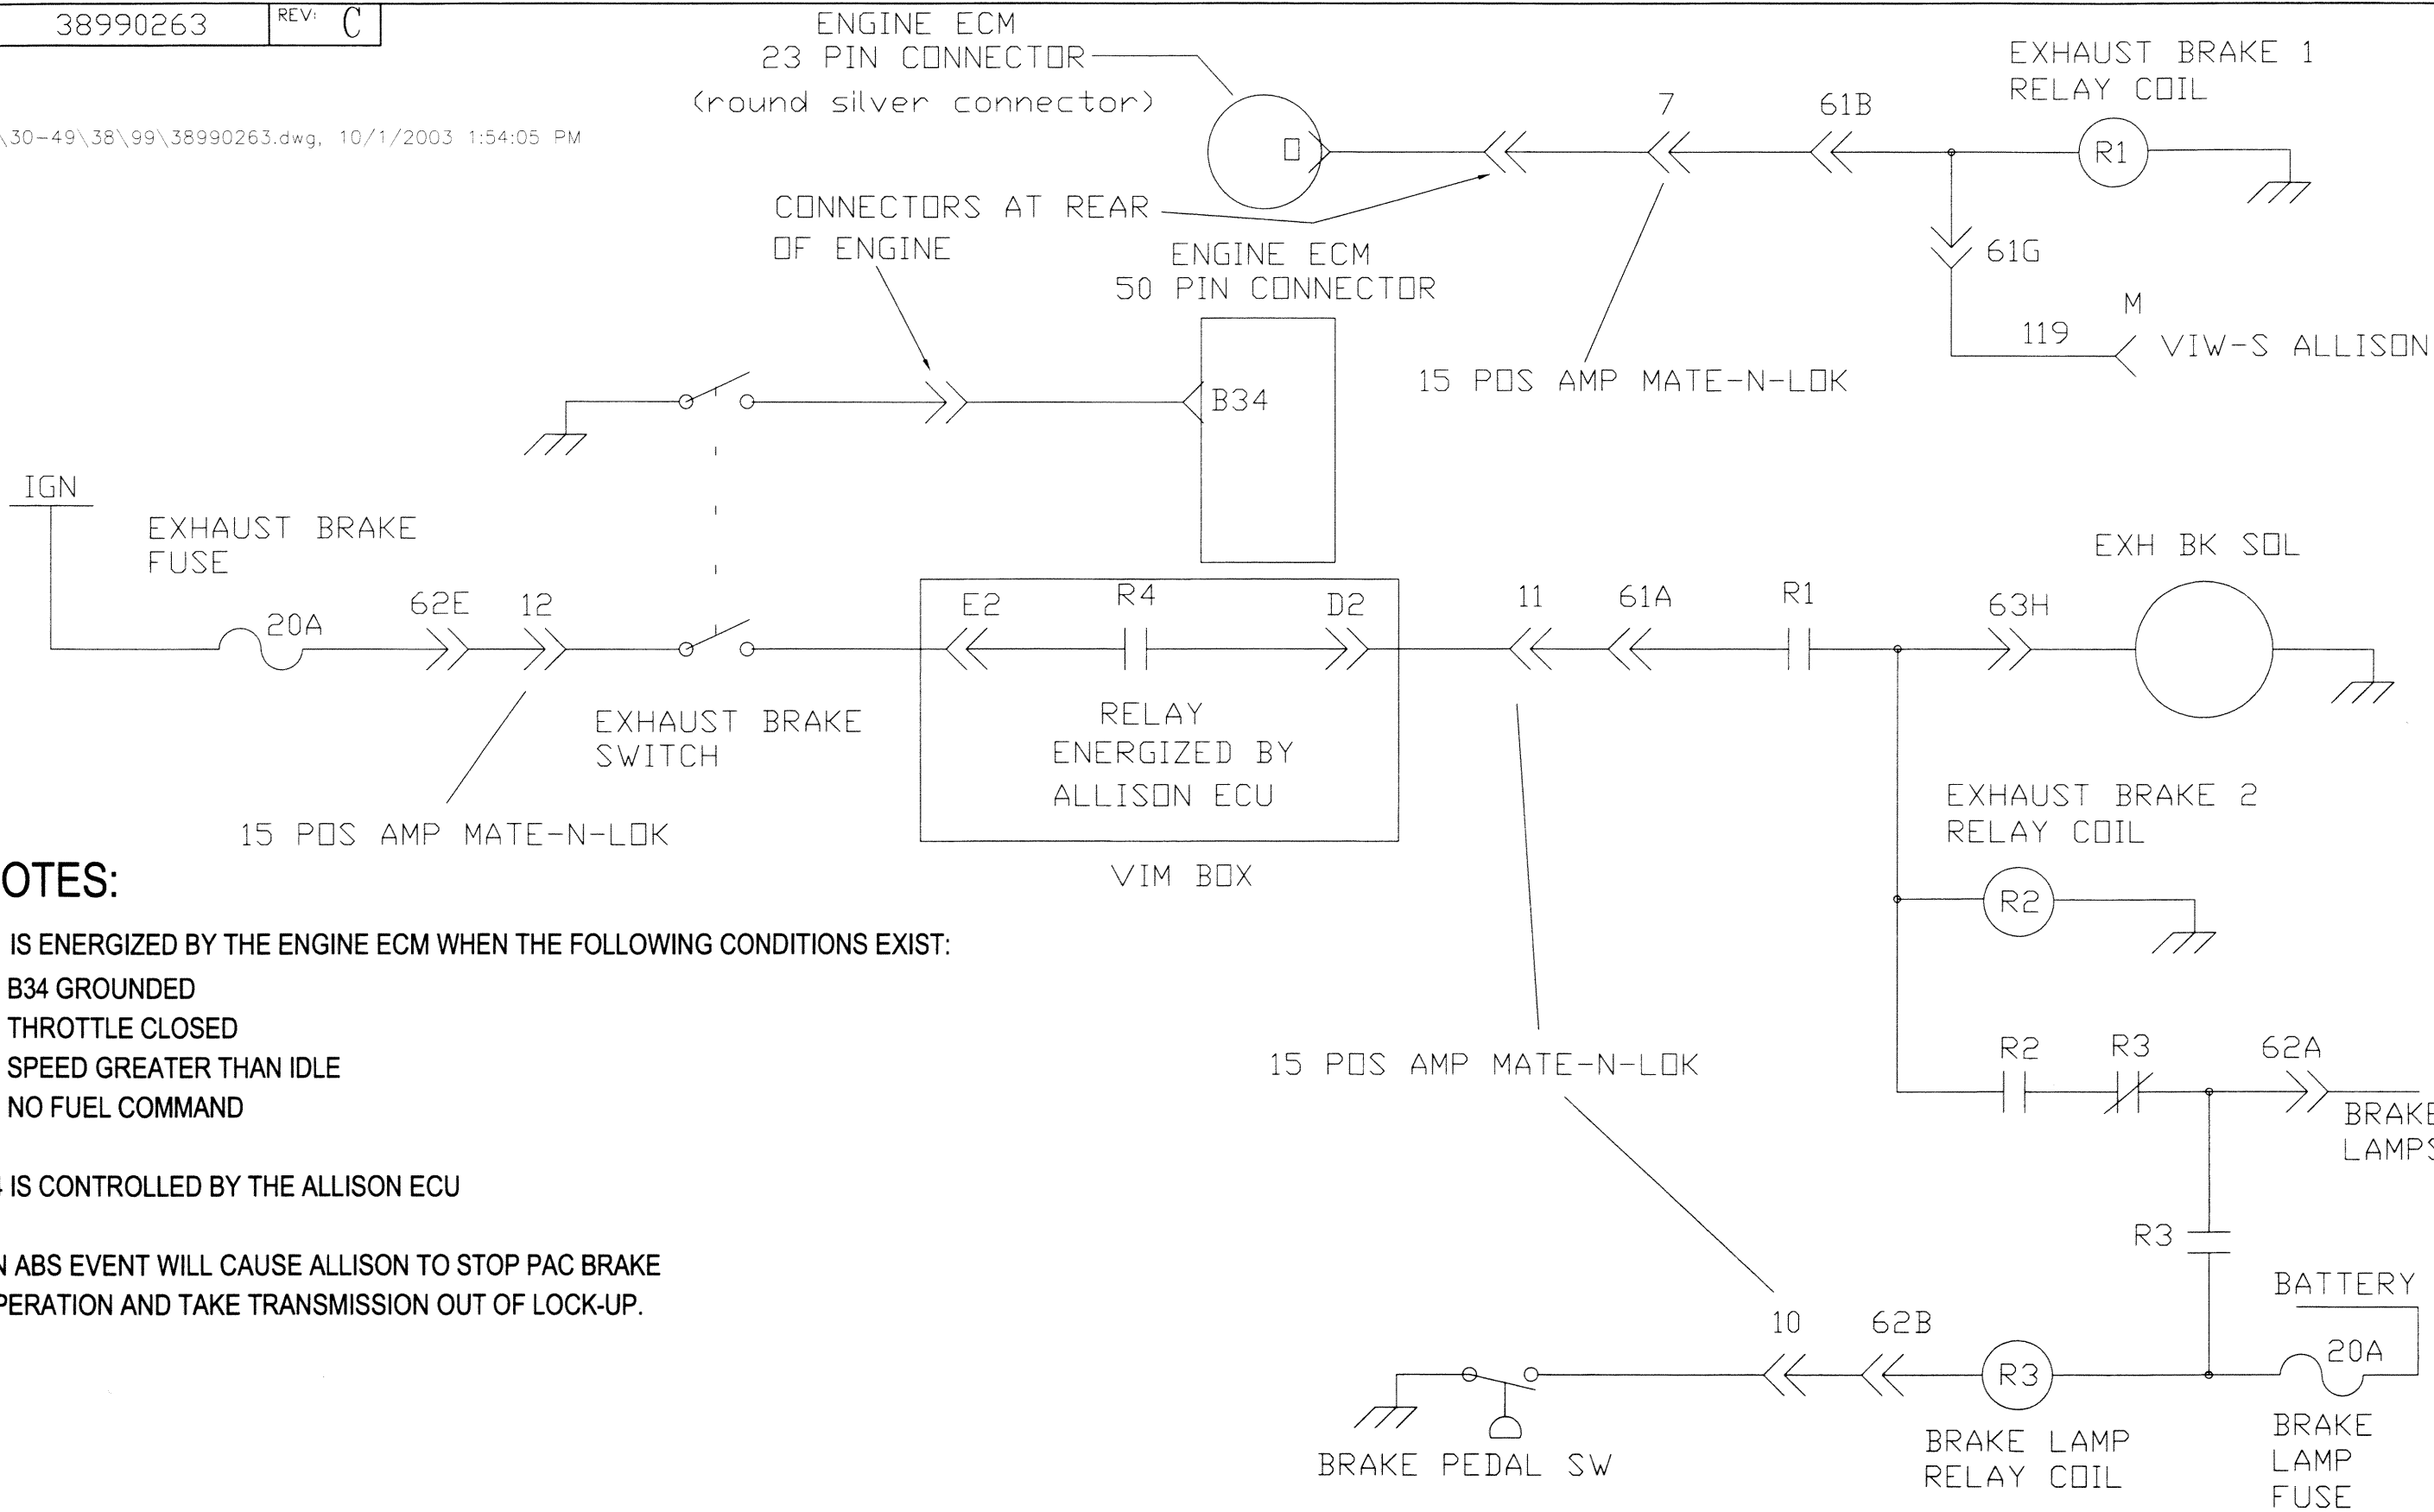 38990263 REV: C
\30-49\38\99\38990263.dwg, 10/1/2003 1:54:05 PM
ENGINE ECM
23 PIN CONNECTOR
(round silver connector)
O
7
61B
EXHAUST BRAKE 1
RELAY COIL
R1
61G
M
119
VIW-S ALLISON
CONNECTORS AT REAR
OF ENGINE
ENGINE ECM
50 PIN CONNECTOR
B34
15 POS AMP MATE-N-LOK
IGN
EXHAUST BRAKE
FUSE
20A
62E
12
EXHAUST BRAKE
SWITCH
15 POS AMP MATE-N-LOK
E2
R4
D2
RELAY
ENERGIZED BY
ALLISON ECU
VIM BOX
11
61A
R1
63H
EXH BK SOL
EXHAUST BRAKE 2
RELAY COIL
R2
R2
R3
62A
BRAKE
LAMPS
15 POS AMP MATE-N-LOK
R3
BATTERY
10
62B
R3
20A
BRAKE PEDAL SW
BRAKE LAMP
RELAY COIL
BRAKE
LAMP
FUSE
OTES:
IS ENERGIZED BY THE ENGINE ECM WHEN THE FOLLOWING CONDITIONS EXIST:
B34 GROUNDED
THROTTLE CLOSED
SPEED GREATER THAN IDLE
NO FUEL COMMAND
IS CONTROLLED BY THE ALLISON ECU
N ABS EVENT WILL CAUSE ALLISON TO STOP PAC BRAKE
PERATION AND TAKE TRANSMISSION OUT OF LOCK-UP.